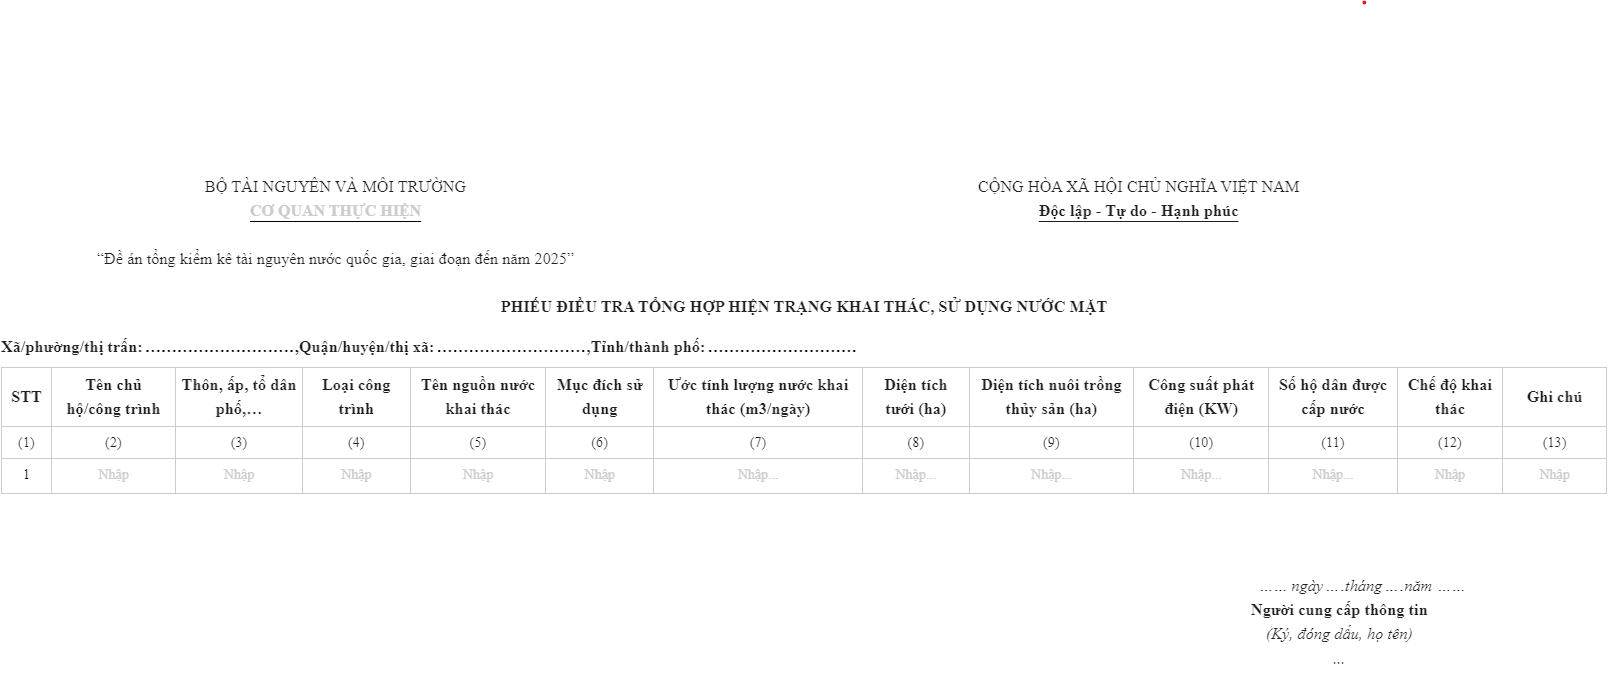 BỘ TÀI NGUYÊN VÀ MÔI TRƯỜNG
CỘNG HÒA XÃ HỘI CHỦ NGHĨA VIỆT NAM
CƠ QUAN THỰC HIỆN
Độc lập - Tự do - Hạnh phúc
“Đề án tổng kiểm kê tài nguyên nước quốc gia, giai đoạn đến năm 2025”
PHIẾU ĐIỀU TRA TỔNG HỢP HIỆN TRẠNG KHAI THÁC, SỬ DỤNG NƯỚC MẶT
Xã/phường/thị trấn: ............................,Quận/huyện/thị xã: ............................,Tỉnh/thành phố: ............................
STT
Tên chủ
hộ/công trình
Thôn, ấp, tổ dân
phố,…
Loại công
trình
Tên nguồn nước
khai thác
Mục đích sử
dụng
Ước tính lượng nước khai
thác (m3/ngày)
Diện tích
tưới (ha)
Diện tích nuôi trồng
thủy sản (ha)
Công suất phát
điện (KW)
Số hộ dân được
cấp nước
Chế độ khai
thác
Ghi chú
(1) (2) (3) (4) (5) (6) (7) (8) (9) (10) (11) (12) (13)
1 Nhập Nhập Nhập Nhập Nhập Nhập... Nhập... Nhập... Nhập... Nhập... Nhập Nhập
…… ngày ….tháng ….năm ……
Người cung cấp thông tin
(Ký, đóng dấu, họ tên)
...